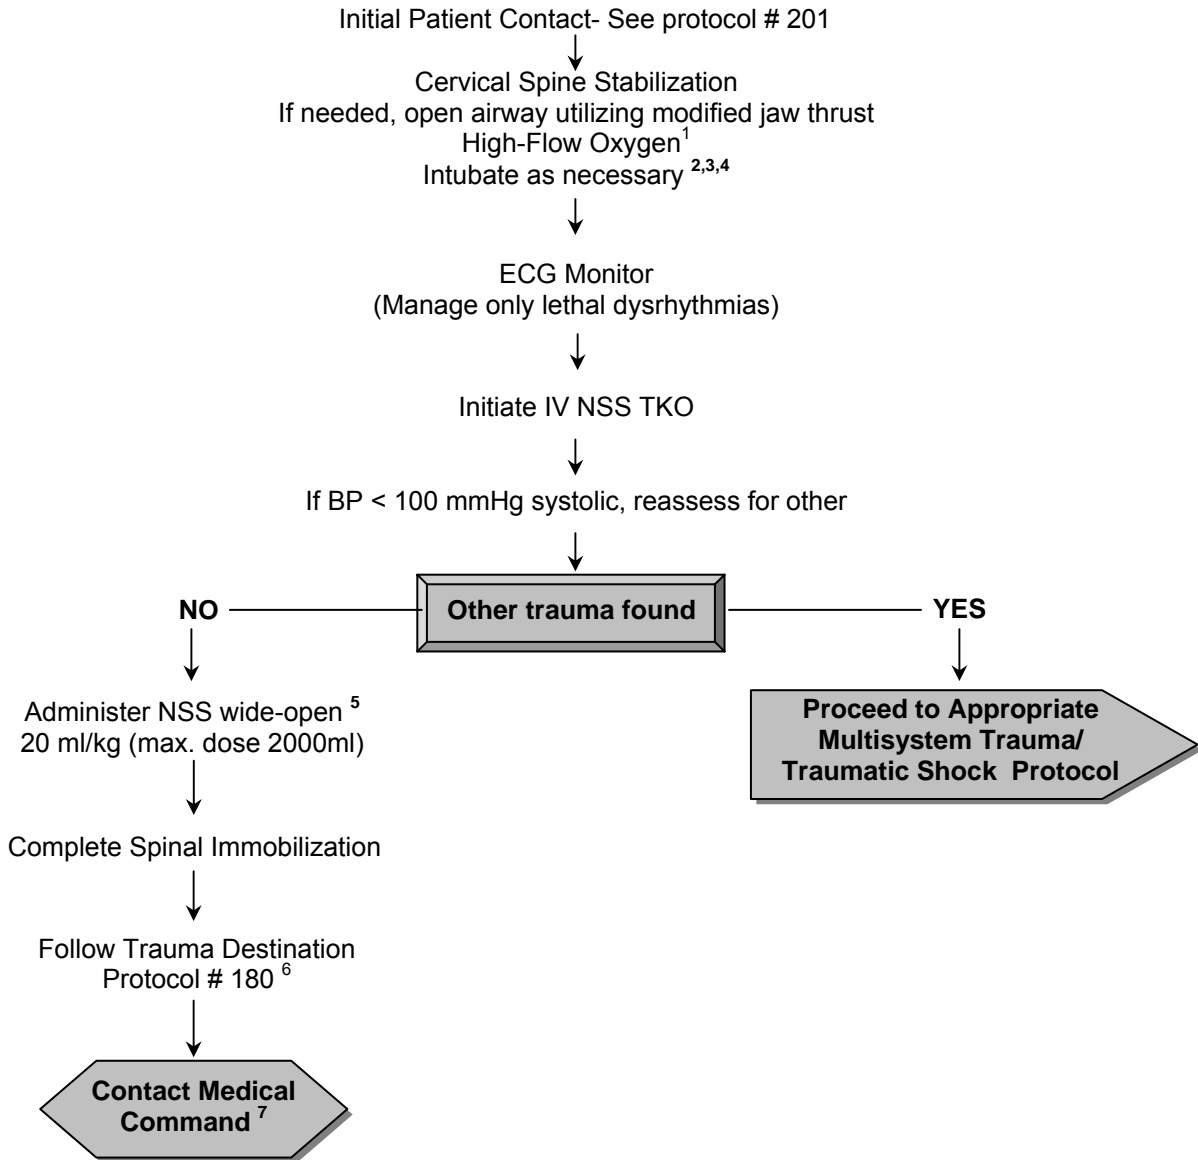 Initial Patient Contact- See protocol # 201
Cervical Spine Stabilization
If needed, open airway utilizing modified jaw thrust
High-Flow Oxygen1
Intubate as necessary 2,3,4
ECG Monitor
(Manage only lethal dysrhythmias)
Initiate IV NSS TKO
If BP < 100 mmHg systolic, reassess for other
NO
Other trauma found
YES
Administer NSS wide-open 5
20 ml/kg (max. dose 2000ml)
Proceed to Appropriate
Multisystem Trauma/
Traumatic Shock Protocol
Complete Spinal Immobilization
Follow Trauma Destination
Protocol # 180 6
Contact Medical
Command 7